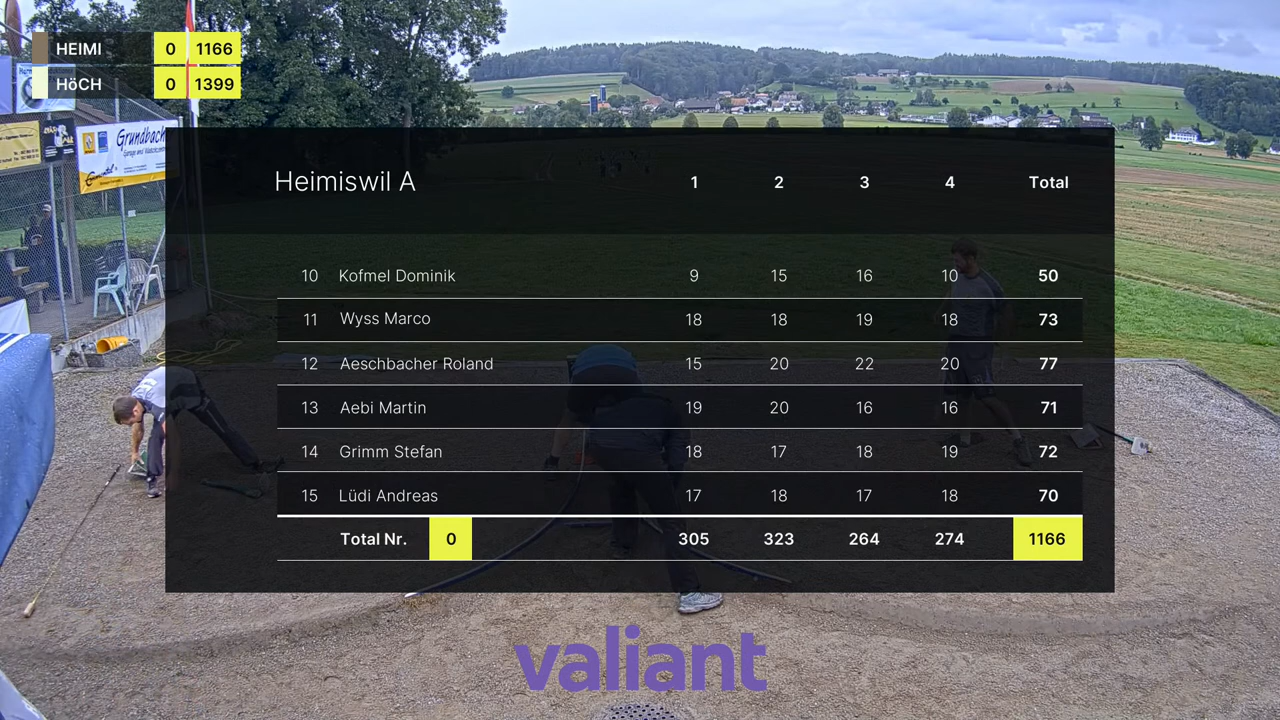 HEIMI 0 1166
HöCH 0 1399
Grundbach
Heimiswil A 1 2 3 4 Total
10 Kofmel Dominik 9 15 16 10 50
11 Wyss Marco 18 18 19 18 73
12 Aeschbacher Roland 15 20 22 20 77
13 Aebi Martin 19 20 16 16 71
14 Grimm Stefan 18 17 18 19 72
15 Lüdi Andreas 17 18 17 18 70
Total Nr. 0 305 323 264 274 1166
valiant